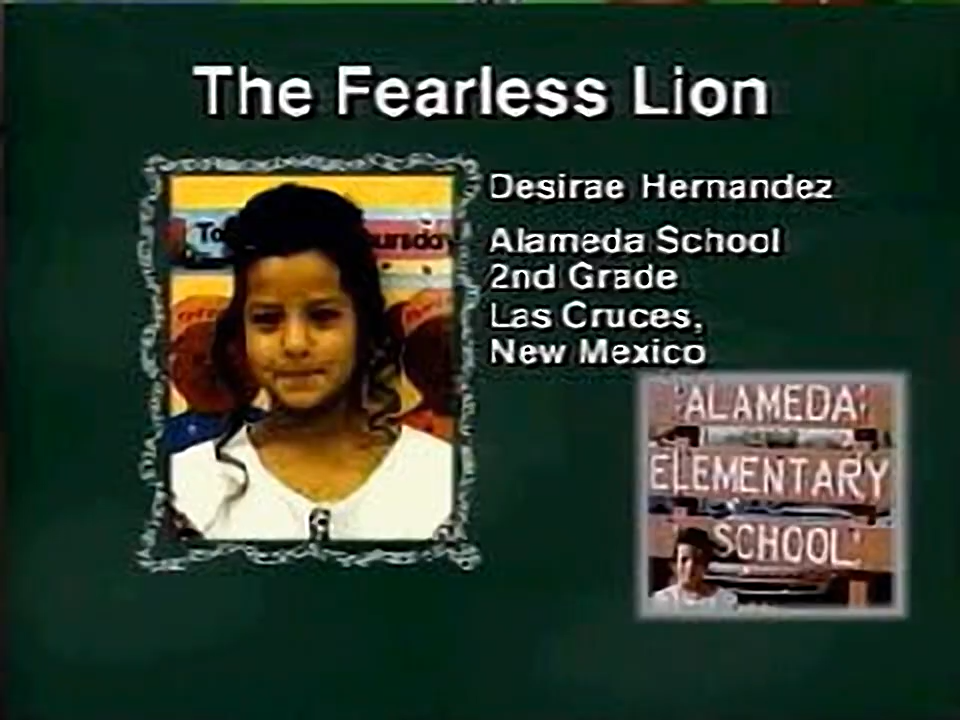 The Fearless Lion
Desirae Hernandez
Alameda School
2nd Grade
Las Cruces,
New Mexico
ALAMEDA
ELEMENTARY
SCHOOL